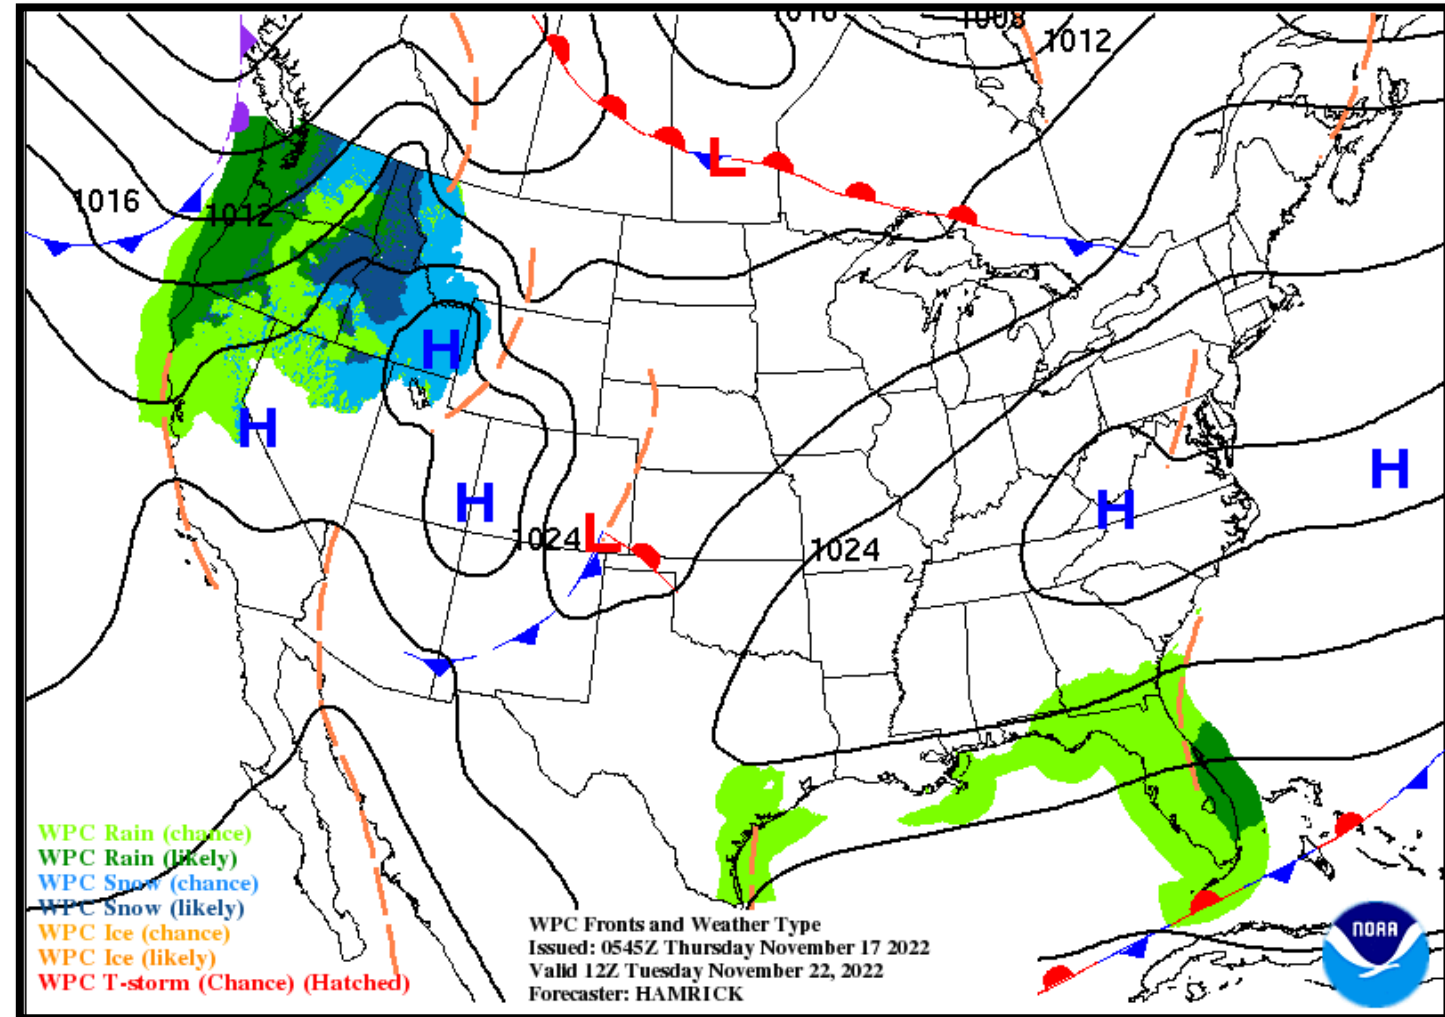 1016
1008
1012
1016
1012
H
H
H
L
L
1024
1024
H
H
WPC Rain (chance)
WPC Rain (likely)
WPC Snow (chance)
WPC Snow (likely)
WPC Ice (chance)
WPC Ice (likely)
WPC T-storm (Chance) (Hatched)
WPC Fronts and Weather Type
Issued: 0545Z Thursday November 17 2022
Valid 12Z Tuesday November 22, 2022
Forecaster: HAMRICK
NOAA